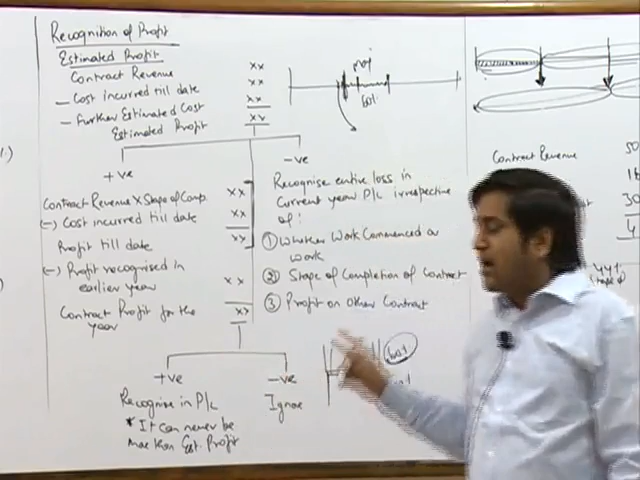 Recognition of Profit
Estimated Profit
Contract Revenue xx
— Cost incurred till date xx
— Further Estimated Cost xx
Estimated Profit xx
+ve
Contract Revenue X Stage of Comp. xx
(-) Cost incurred till date xx
Profit till date xx
(-) Profit recognised in
earlier year xx
Contract Profit for the
year xx
+ve
Recognise in P/L
* It can never be
more than Est. Profit
-ve
Ignore
-ve
Recognise entire loss in
current year P/L irrespective
of:
① Whether Work Commenced or
work
② Stage of Completion of Contract
③ Profit on Other Contract
Contract Revenue 50
30